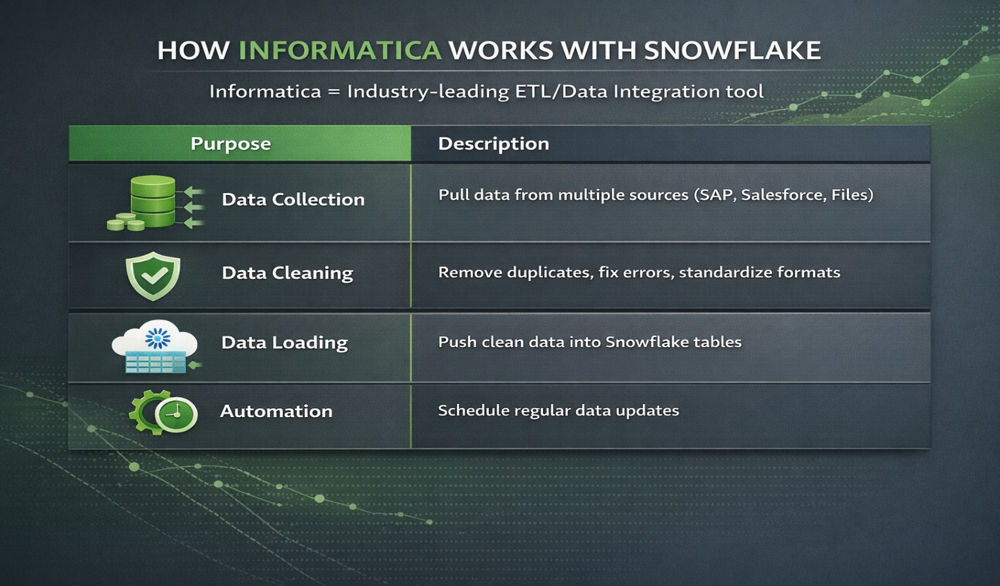 HOW INFORMATICA WORKS WITH SNOWFLAKE
Informatica = Industry-leading ETL/Data Integration tool
Purpose
Description
Data Collection
Pull data from multiple sources (SAP, Salesforce, Files)
Data Cleaning
Remove duplicates, fix errors, standardize formats
Data Loading
Push clean data into Snowflake tables
Automation
Schedule regular data updates